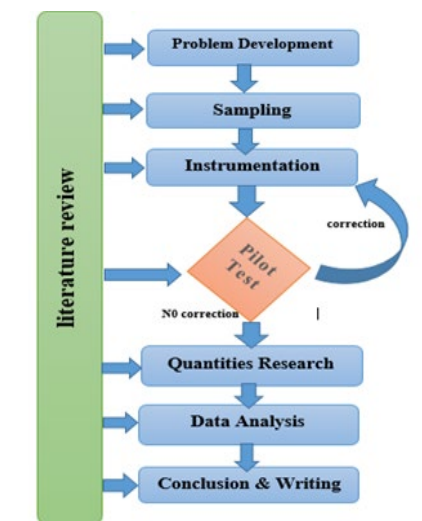 literature review
Problem Development
Sampling
Instrumentation
correction
Pilot
Test
N0 correction
Quantities Research
Data Analysis
Conclusion & Writing